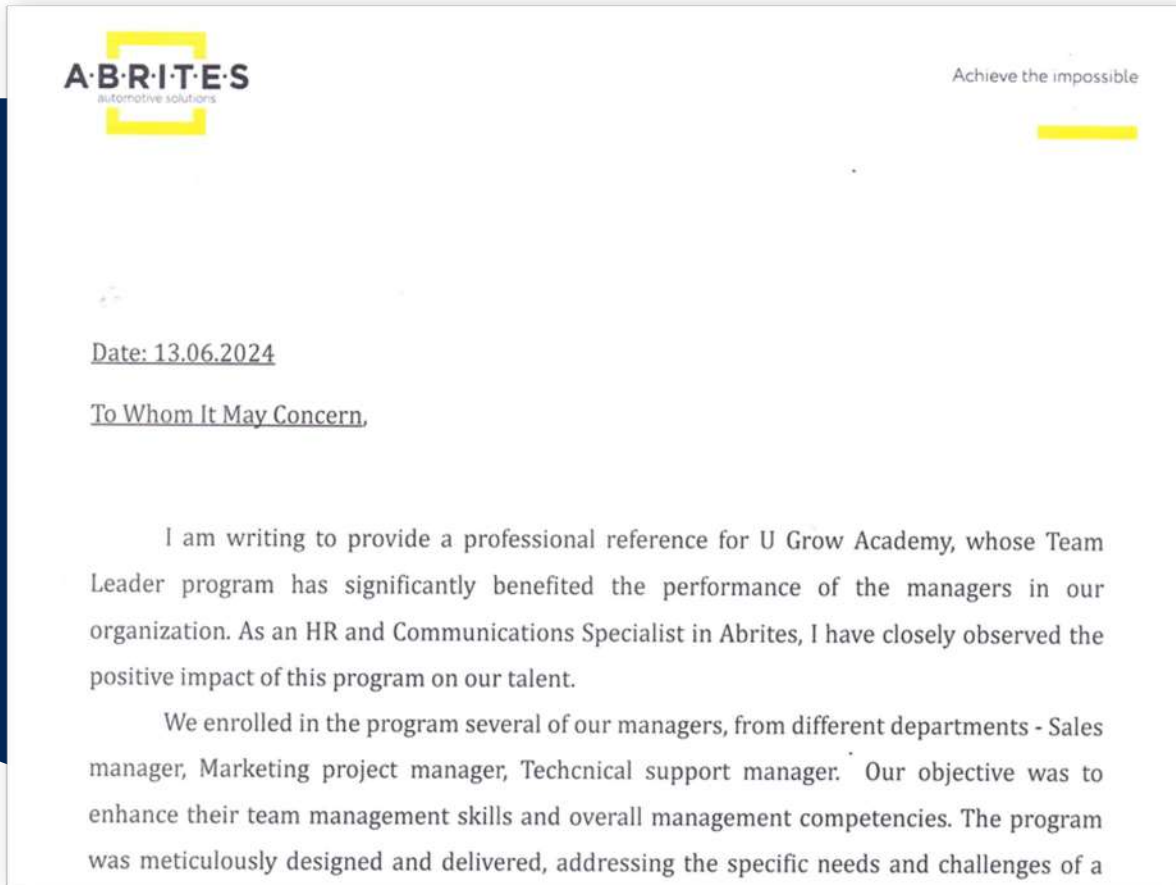 A·B·R·I·T·E·S
automotive solutions
Achieve the impossible
Date: 13.06.2024
To Whom It May Concern,
I am writing to provide a professional reference for U Grow Academy, whose Team
Leader program has significantly benefited the performance of the managers in our
organization. As an HR and Communications Specialist in Abrites, I have closely observed the
positive impact of this program on our talent.
We enrolled in the program several of our managers, from different departments - Sales
manager, Marketing project manager, Techcnical support manager. Our objective was to
enhance their team management skills and overall management competencies. The program
was meticulously designed and delivered, addressing the specific needs and challenges of a